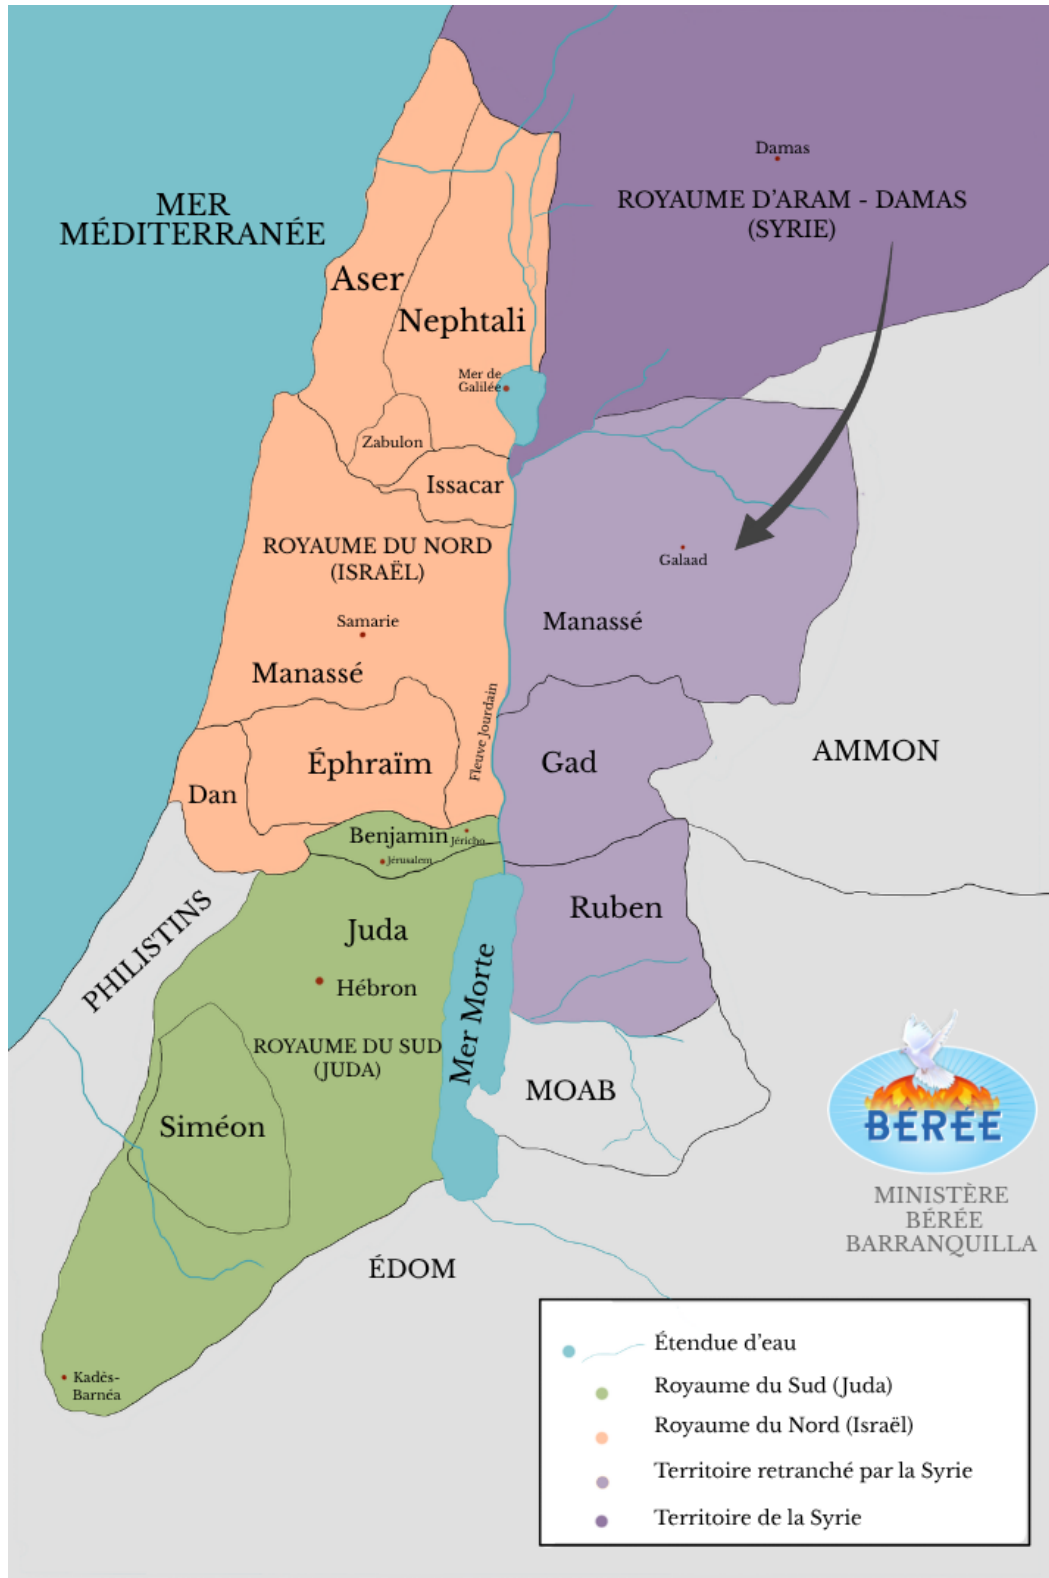 Damas
ROYAUME D'ARAM - DAMAS
(SYRIE)
MER
MÉDITERRANÉE
Aser
Nephtali
Mer de
Galilée
Zabulon
Issacar
ROYAUME DU NORD
(ISRAËL)
Galaad
Samarie
Manassé
Manassé
Fleuve Jourdain
Éphraïm
Gad
AMMON
Dan
Benjamin
Jéricho
Jérusalem
Ruben
PHILISTINS
Juda
Hébron
Mer Morte
ROYAUME DU SUD
(JUDA)
MOAB
Siméon
BÉRÉE
MINISTÈRE
BÉRÉE
BARRANQUILLA
ÉDOM
Kadès-
Barnéa
Étendue d'eau
Royaume du Sud (Juda)
Royaume du Nord (Israël)
Territoire retranché par la Syrie
Territoire de la Syrie